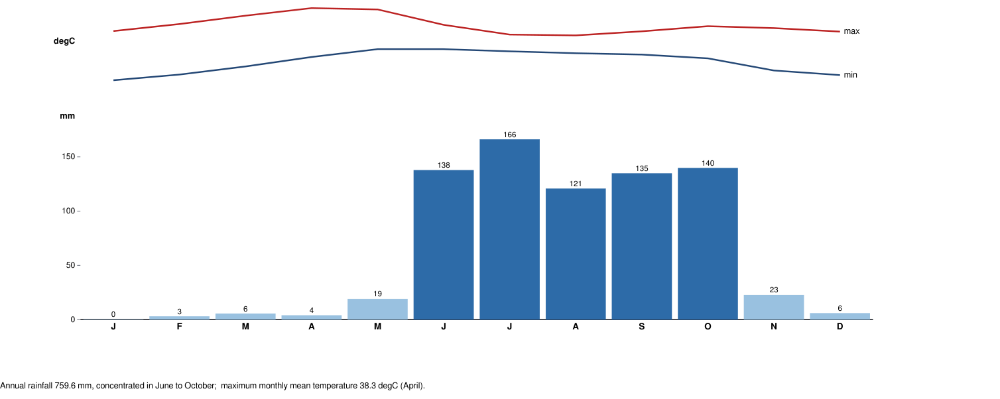 max
degC
min
mm
166
150
138
140
135
121
100
50
19
23
0
3
6
4
6
0
J F M A M J J A S O N D
Annual rainfall 759.6 mm, concentrated in June to October;  maximum monthly mean temperature 38.3 degC (April).